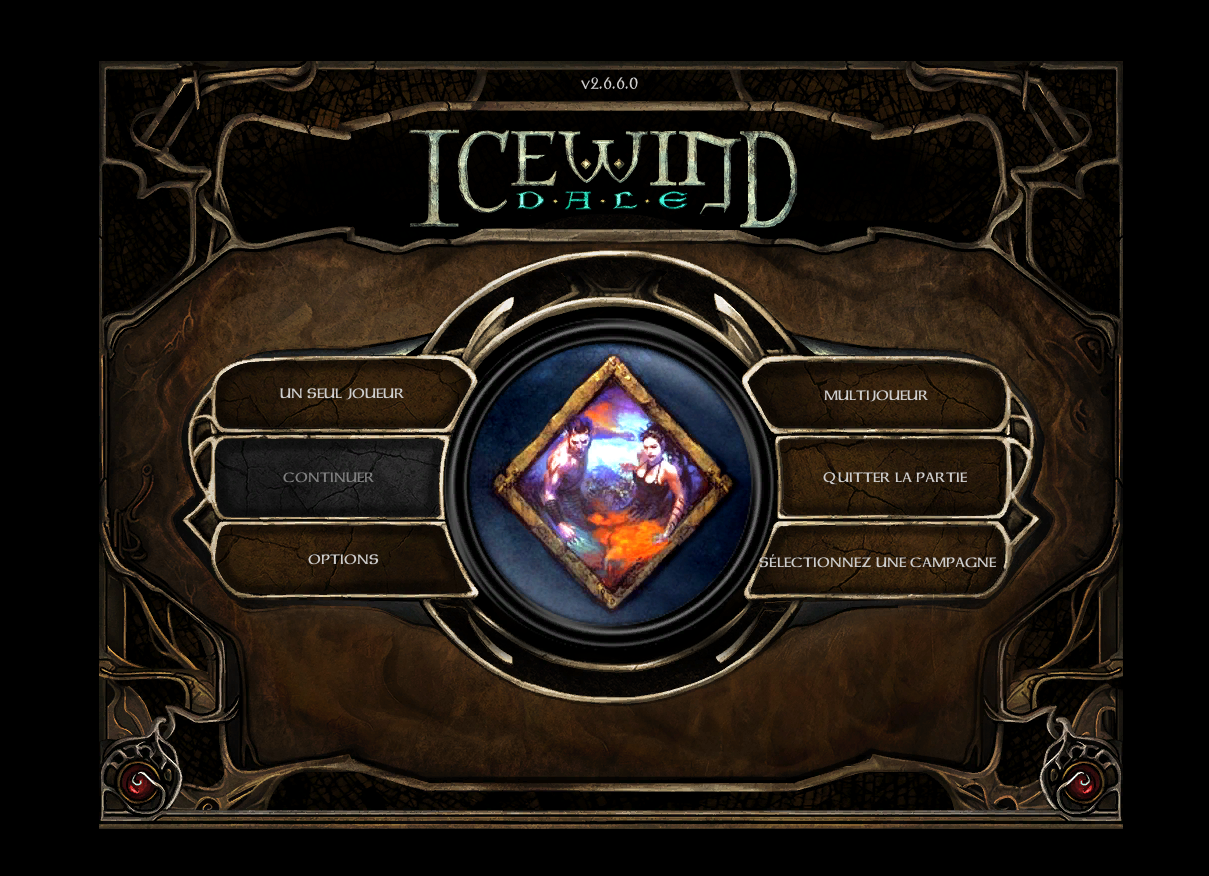 v2.6.6.0
ICEWIND
DALE
UN SEUL JOUEUR
MULTIJOUEUR
CONTINUER
QUITTER LA PARTIE
OPTIONS
SÉLECTIONNEZ UNE CAMPAGNE